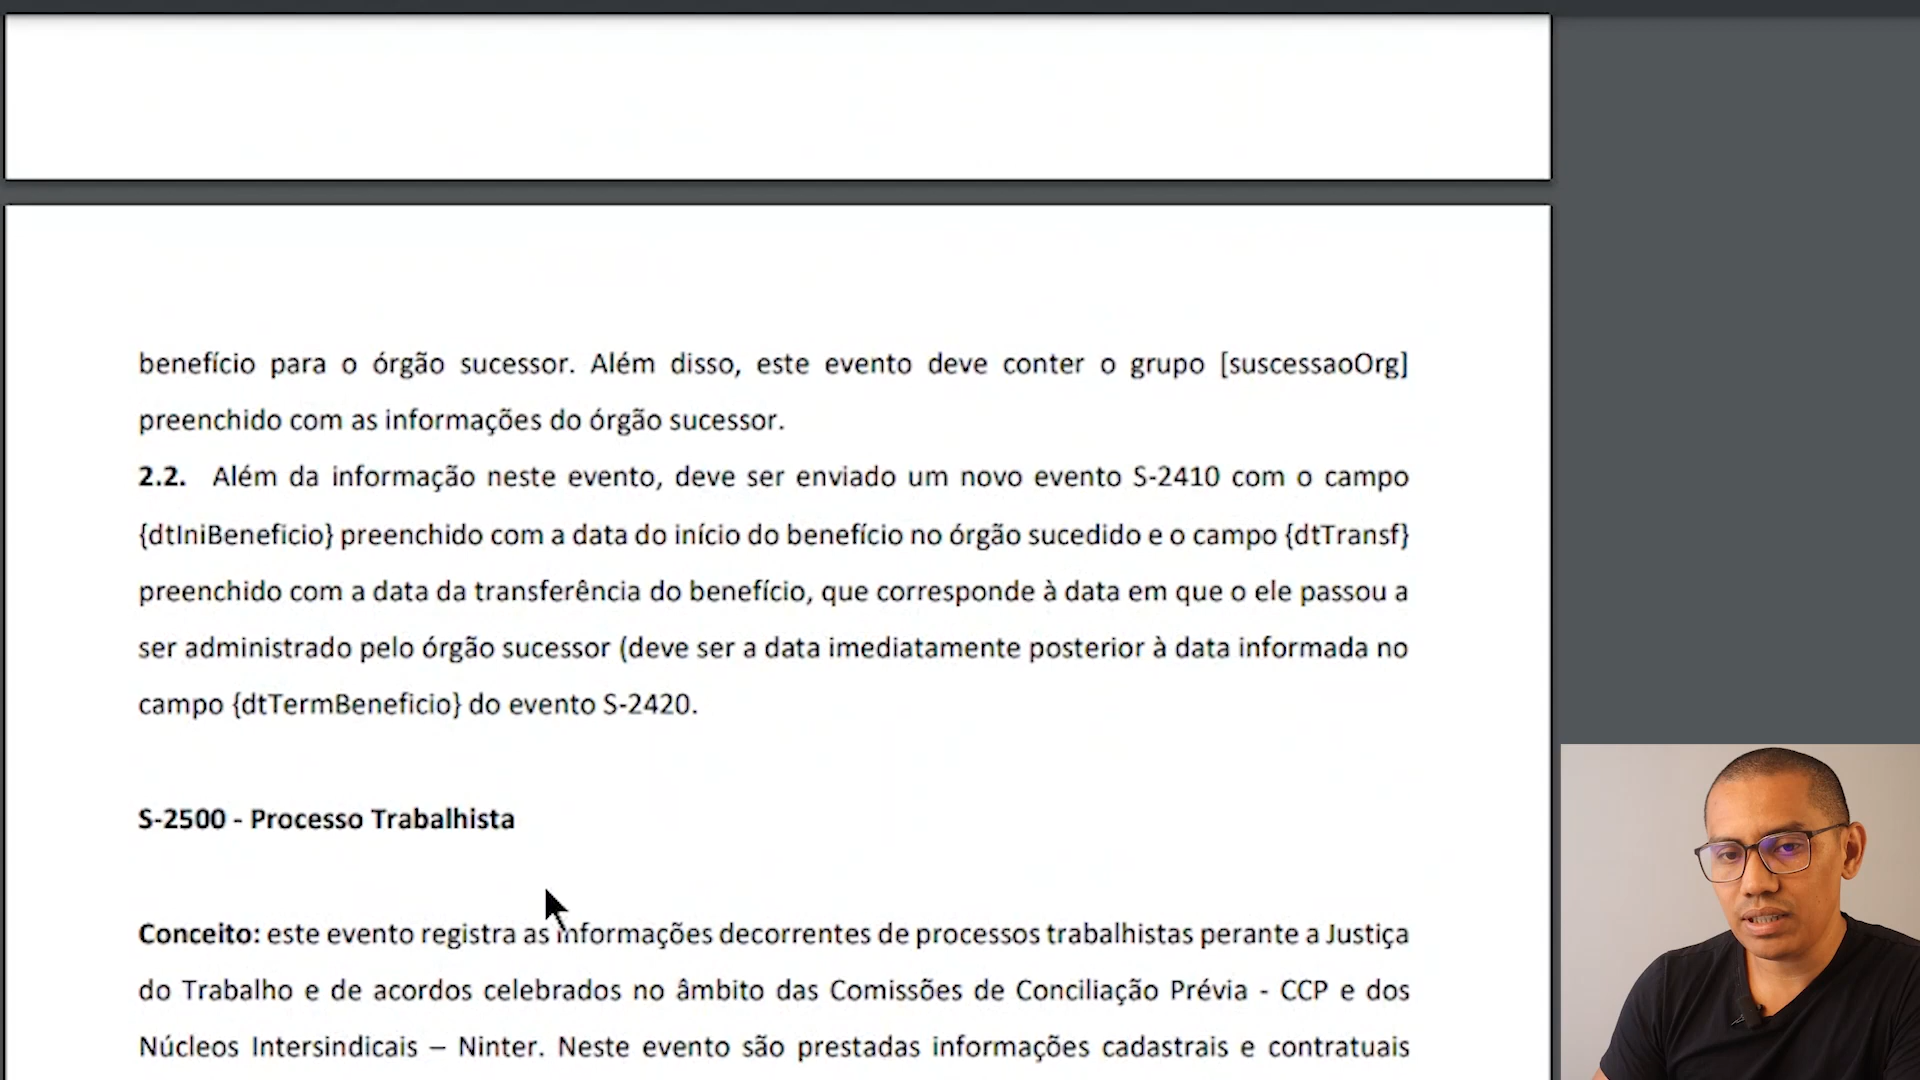 benefício para o órgão sucessor. Além disso, este evento deve conter o grupo [suscessaoOrg]
preenchido com as informações do órgão sucessor.
2.2. Além da informação neste evento, deve ser enviado um novo evento S-2410 com o campo
{dtIniBeneficio} preenchido com a data do início do benefício no órgão sucedido e o campo {dtTransf}
preenchido com a data da transferência do benefício, que corresponde à data em que o ele passou a
ser administrado pelo órgão sucessor (deve ser a data imediatamente posterior à data informada no
campo {dtTermBeneficio} do evento S-2420.
S-2500 - Processo Trabalhista
Conceito: este evento registra as informações decorrentes de processos trabalhistas perante a Justiça
do Trabalho e de acordos celebrados no âmbito das Comissões de Conciliação Prévia - CCP e dos
Núcleos Intersindicais – Ninter. Neste evento são prestadas informações cadastrais e contratuais